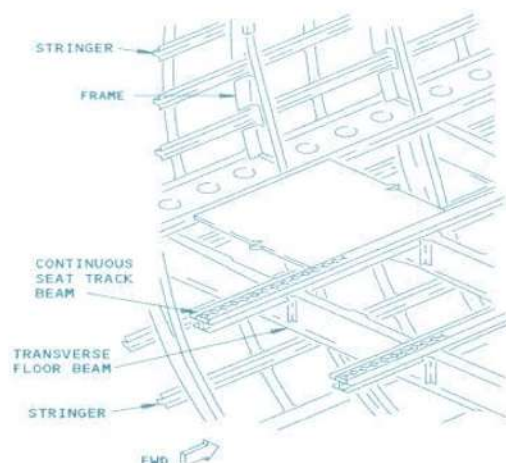 STRINGER
FRAME
CONTINUOUS
SEAT TRACK
BEAM
TRANSVERSE
FLOOR BEAM
STRINGER
FWD